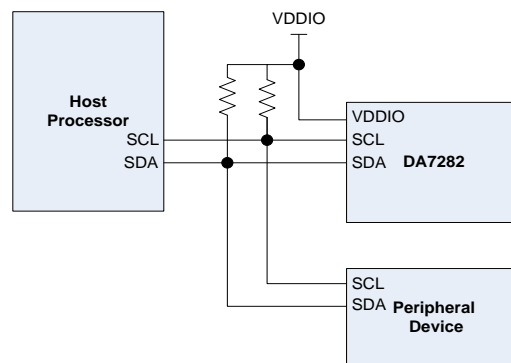 VDDIO
Host
Processor
SCL
SDA
VDDIO
SCL
SDA
DA7282
SCL
SDA
Peripheral
Device